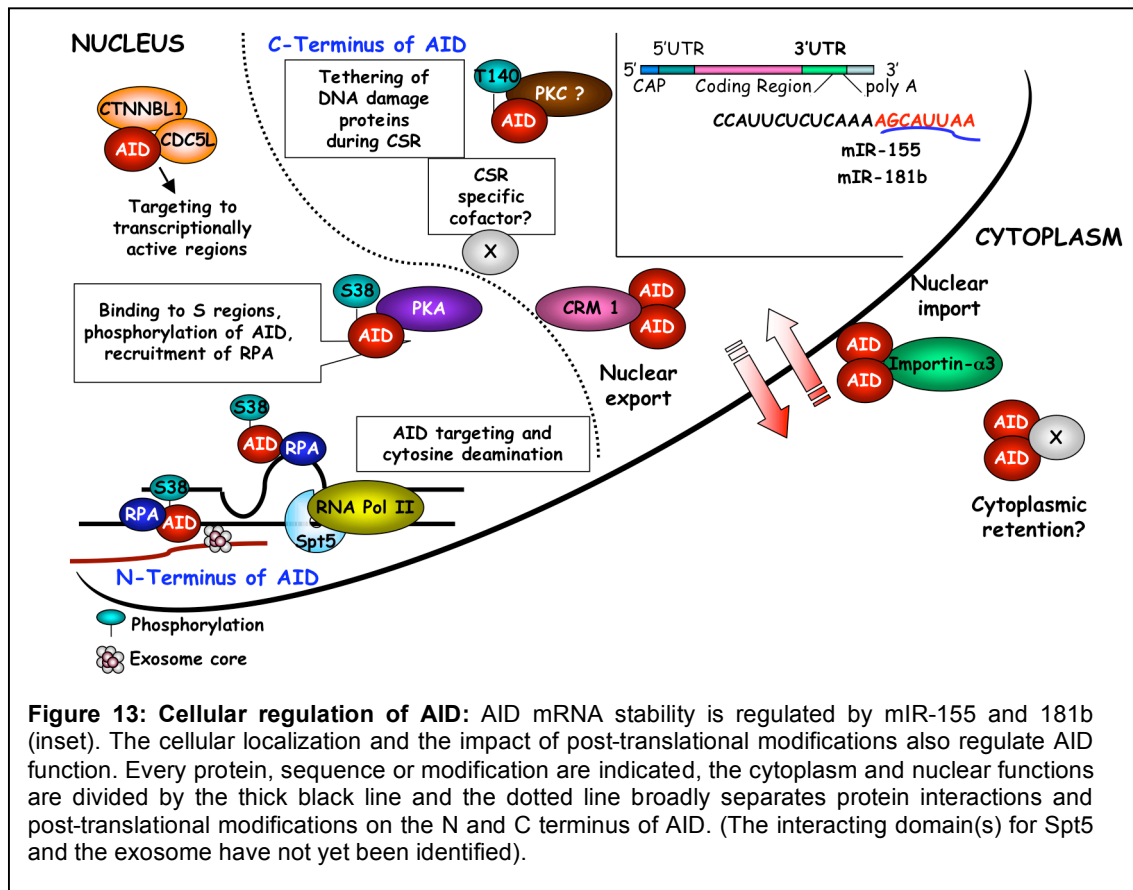 NUCLEUS
C-Terminus of AID
5'UTR
3'UTR
5'
3'
CAP
Coding Region
poly A
CCAUUCUCUCAAAAGCAUUAA
mIR-155
mIR-181b
Tethering of
DNA damage
proteins
during CSR
T140
PKC ?
AID
CTNNBL1
AID
CDC5L
Targeting to
transcriptionally
active regions
CSR
specific
cofactor?
X
CYTOPLASM
Binding to S regions,
phosphorylation of AID,
recruitment of RPA
S38
PKA
AID
CRM 1
AID
AID
Nuclear
export
Nuclear
import
AID
AID
Importin-α3
AID
AID
X
Cytoplasmic
retention?
AID targeting and
cytosine deamination
S38
AID
RPA
S38
RPA
AID
Spt5
RNA Pol II
N-Terminus of AID
Phosphorylation
Exosome core
Figure 13: Cellular regulation of AID: AID mRNA stability is regulated by mIR-155 and 181b
(inset). The cellular localization and the impact of post-translational modifications also regulate AID
function. Every protein, sequence or modification are indicated, the cytoplasm and nuclear functions
are divided by the thick black line and the dotted line broadly separates protein interactions and
post-translational modifications on the N and C terminus of AID. (The interacting domain(s) for Spt5
and the exosome have not yet been identified).